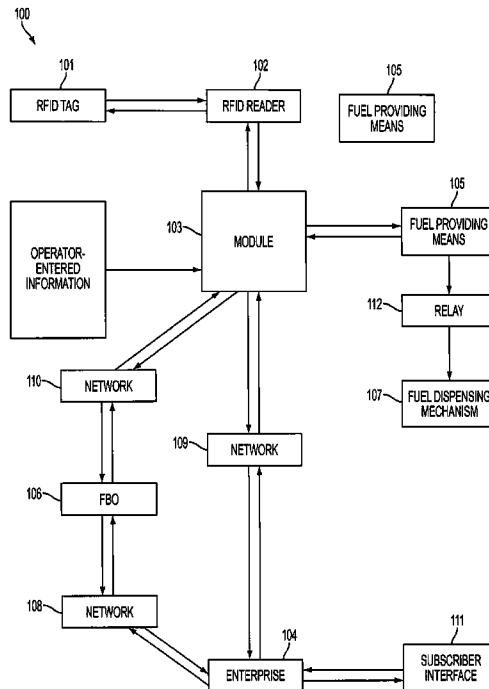 100
101
RFID TAG
102
RFID READER
105
FUEL PROVIDING
MEANS
103
MODULE
OPERATOR-
ENTERED
INFORMATION
105
FUEL PROVIDING
MEANS
112
RELAY
107
FUEL DISPENSING
MECHANISM
110
NETWORK
109
NETWORK
106
FBO
108
NETWORK
104
ENTERPRISE
111
SUBSCRIBER
INTERFACE